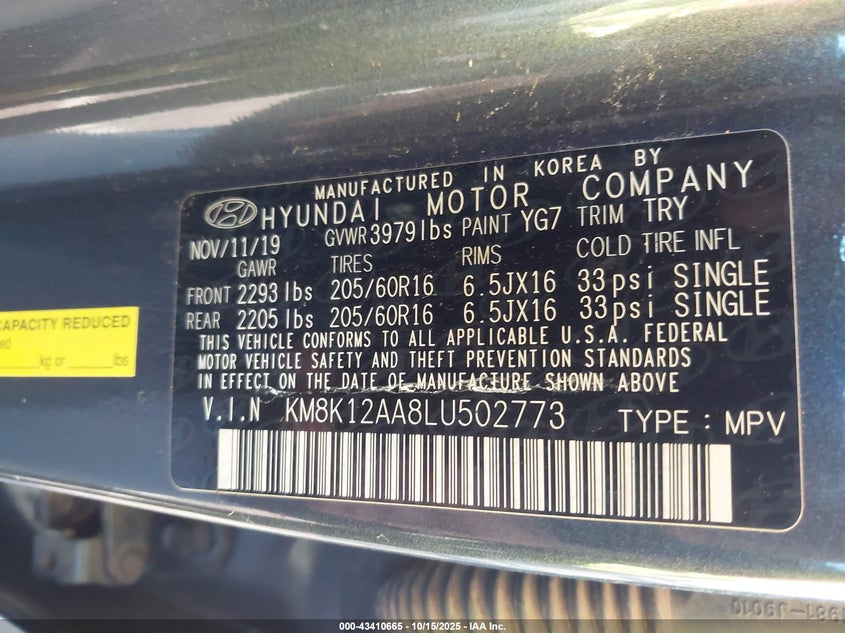 MANUFACTURED IN KOREA BY
HYUNDAI MOTOR COMPANY
NOV/11/19 GVWR 3979lbs PAINT YG7 TRIM TRY
GAWR TIRES RIMS COLD TIRE INFL
FRONT 2293 lbs 205/60R16 6.5JX16 33psi SINGLE
REAR 2205 lbs 205/60R16 6.5JX16 33psi SINGLE
THIS VEHICLE CONFORMS TO ALL APPLICABLE U.S.A. FEDERAL
MOTOR VEHICLE SAFETY AND THEFT PREVENTION STANDARDS
IN EFFECT ON THE DATE OF MANUFACTURE SHOWN ABOVE
V.I.N KM8K12AA8LU502773 TYPE : MPV
CAPACITY REDUCED
kg or lbs
000-43410665 - 10/15/2025 - IAA Inc.